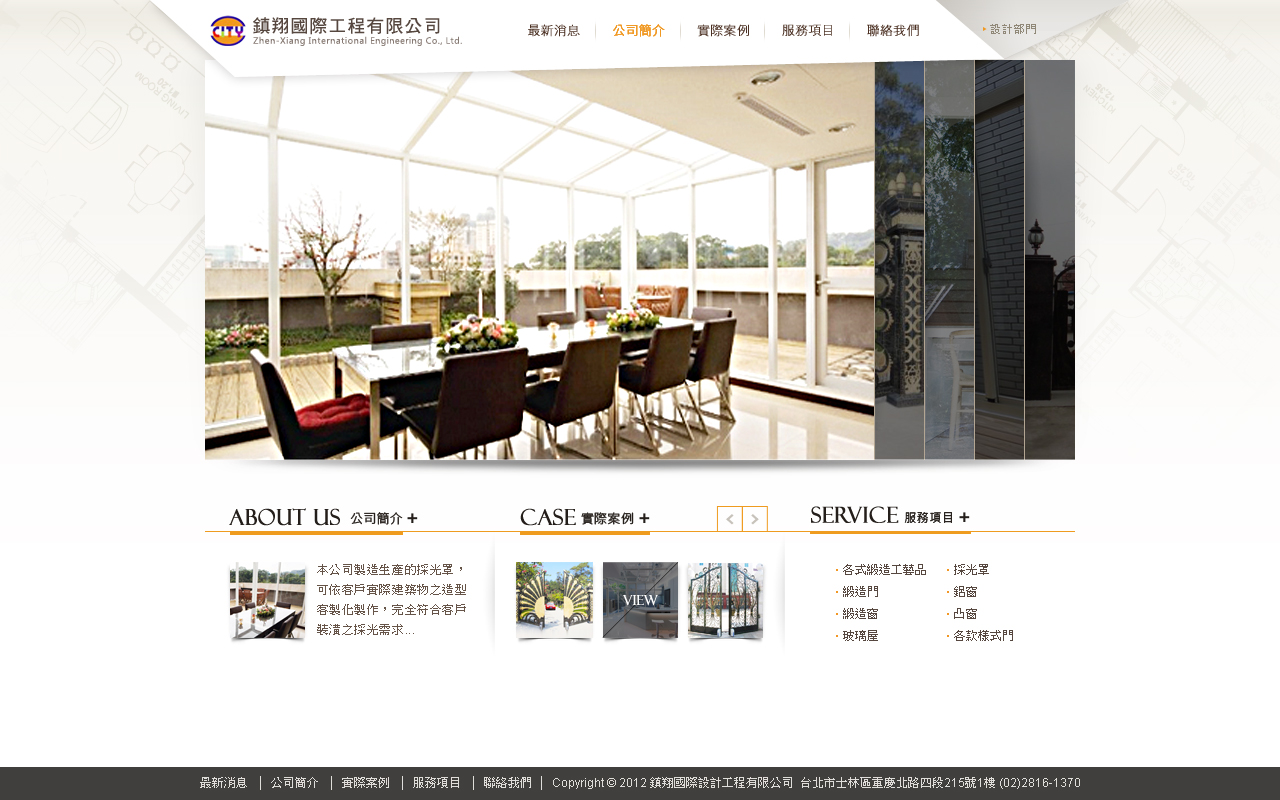 CITY 鎮翔國際工程有限公司
Zhen-Xiang International Engineering Co., Ltd.
最新消息 公司簡介 實際案例 服務項目 聯絡我們
設計部門
ABOUT US 公司簡介 +
CASE 實際案例 +
SERVICE 服務項目 +
本公司製造生產的採光罩，
可依客戶實際建築物之造型
客製化製作，完全符合客戶
裝潢之採光需求...
VIEW
各式緞造工藝品 採光罩
緞造門 鋁窗
緞造窗 凸窗
玻璃屋 各款樣式門
最新消息 | 公司簡介 | 實際案例 | 服務項目 | 聯絡我們 | Copyright © 2012 鎮翔國際設計工程有限公司 台北市士林區重慶北路四段215號1樓 (02)2816-1370